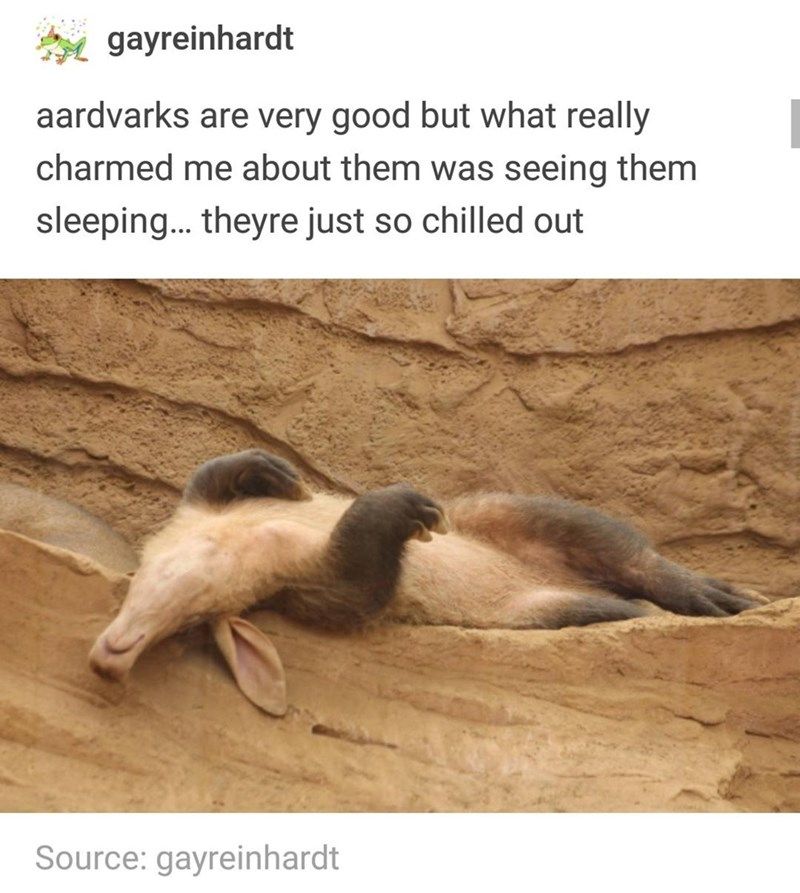 gayreinhardt
aardvarks are very good but what really
charmed me about them was seeing them
sleeping... theyre just so chilled out
Source: gayreinhardt